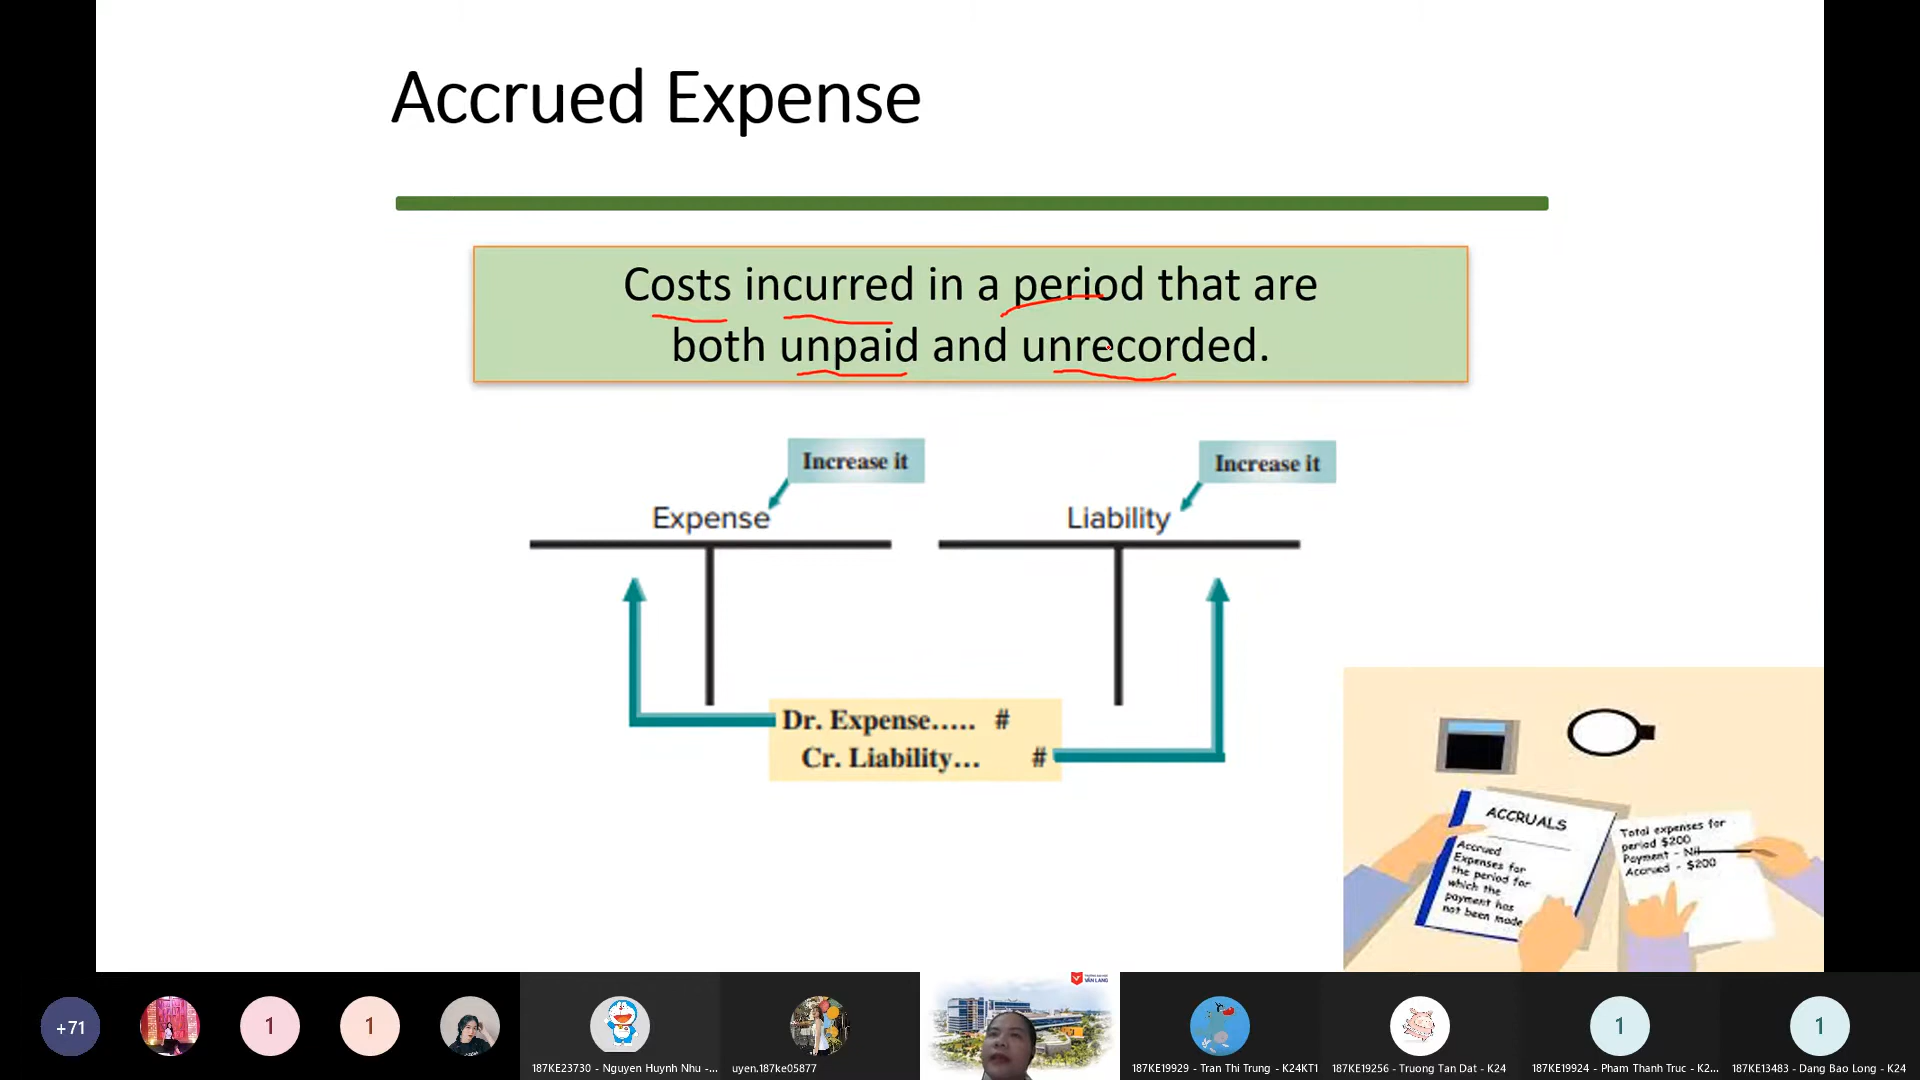 Accrued Expense
Costs incurred in a period that are
both unpaid and unrecorded.
Increase it
Increase it
Expense
Liability
Dr. Expense..... #
Cr. Liability... #
ACCRUALS
Accrued
Expenses for
the period for
which the
payment has
not been made
Total expenses for
period $200
Payment - Nil
Accrued - $200
+71
1
1
187KE23730 - Nguyen Huynh Nhu -...
uyen.187ke05877
VĂN LANG
187KE19929 - Tran Thi Trung - K24KT1
187KE19256 - Truong Tan Dat - K24
1
187KE19924 - Pham Thanh Truc - K2...
1
187KE13483 - Dang Bao Long - K24